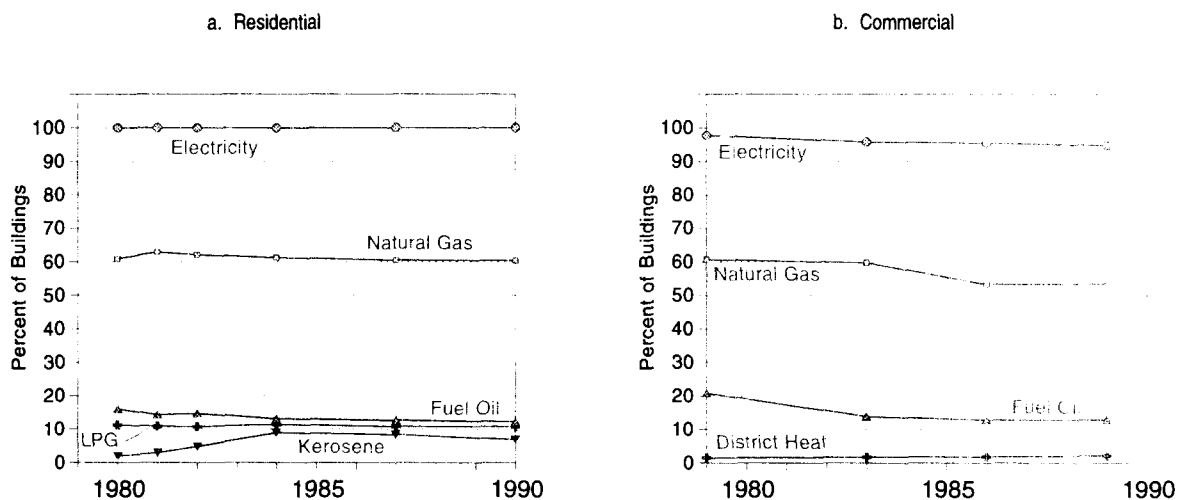 a. Residential
Percent of Buildings
100
90
80
70
60
50
40
30
20
10
0
Electricity
Natural Gas
Fuel Oil
LPG
Kerosene
1980 1985 1990
b. Commercial
Percent of Buildings
100
90
80
70
60
50
40
30
20
10
0
Electricity
Natural Gas
Fuel
District Heat
1980 1985 1990